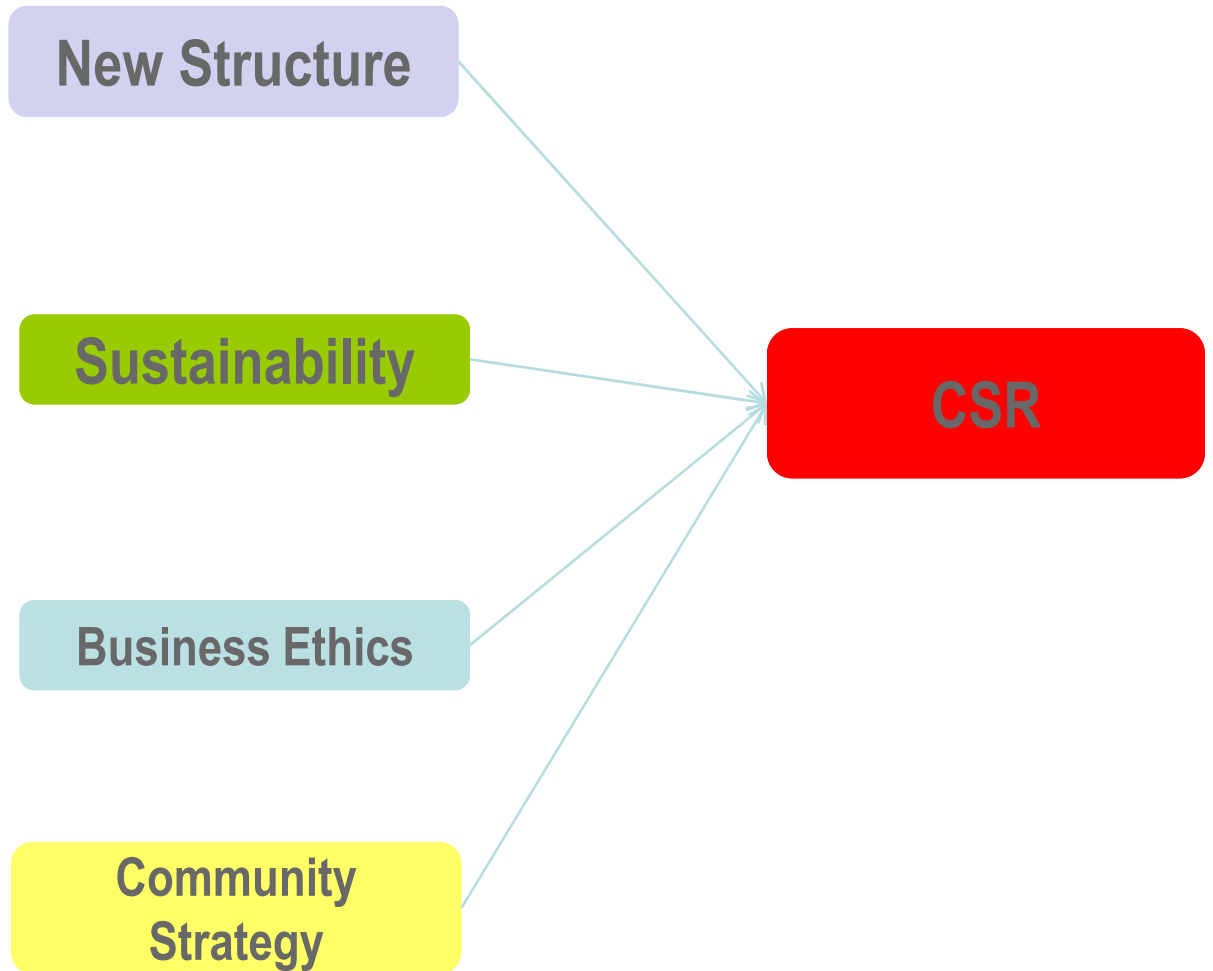 New Structure
Sustainability
CSR
Business Ethics
Community
Strategy